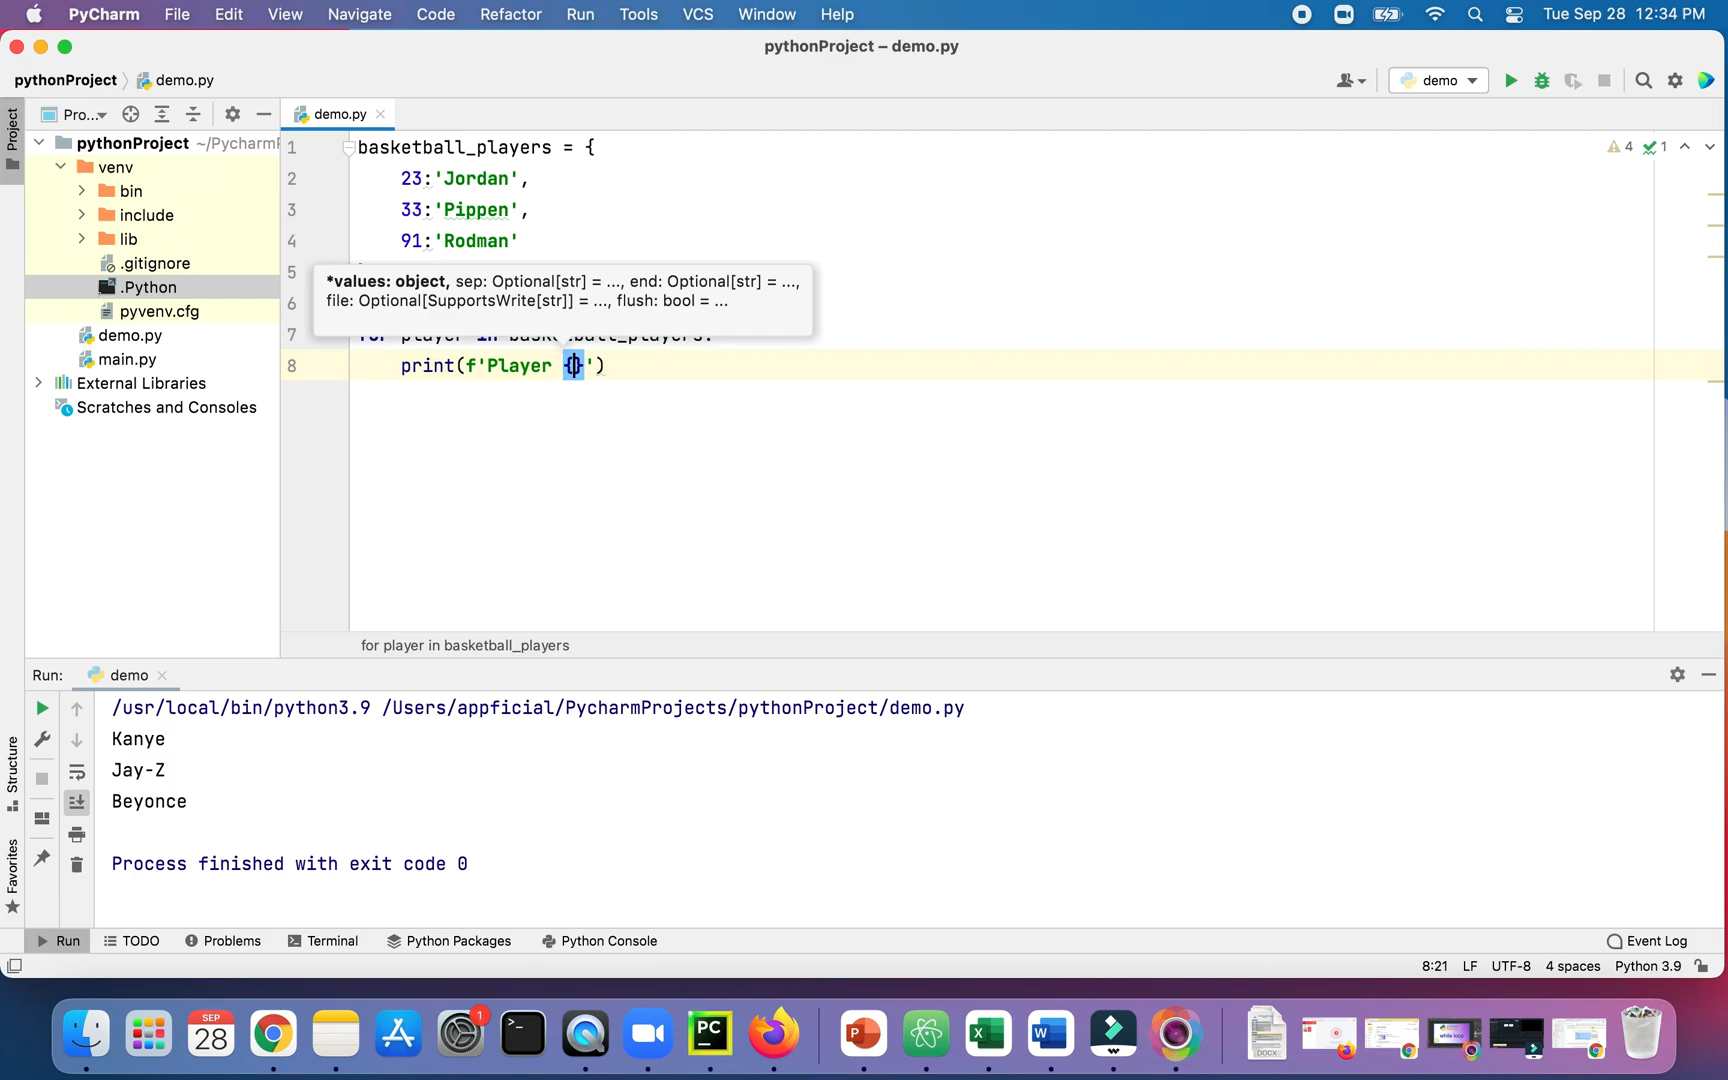 PyCharm File Edit View Navigate Code Refactor Run Tools VCS Window Help Tue Sep 28 12:34 PM
pythonProject – demo.py
pythonProject demo.py demo
Project Pro... demo.py
pythonProject ~/PycharmP
venv
bin
include
lib
.gitignore
.Python
pyvenv.cfg
demo.py
main.py
External Libraries
Scratches and Consoles
4 1
1 basketball_players = {
2 23:'Jordan',
3 33:'Pippen',
4 91:'Rodman'
5
*values: object, sep: Optional[str] = ..., end: Optional[str] = ...,
6 file: Optional[SupportsWrite[str]] = ..., flush: bool = ...
7 for player in basketball_players:
8 print(f'Player {}')
for player in basketball_players
Run: demo
/usr/local/bin/python3.9 /Users/appficial/PycharmProjects/pythonProject/demo.py
Kanye
Jay-Z
Beyonce
Process finished with exit code 0
Structure
Favorites
Run TODO Problems Terminal Python Packages Python Console Event Log
8:21 LF UTF-8 4 spaces Python 3.9
SEP
28
1
PC
P
X
W
DOCX